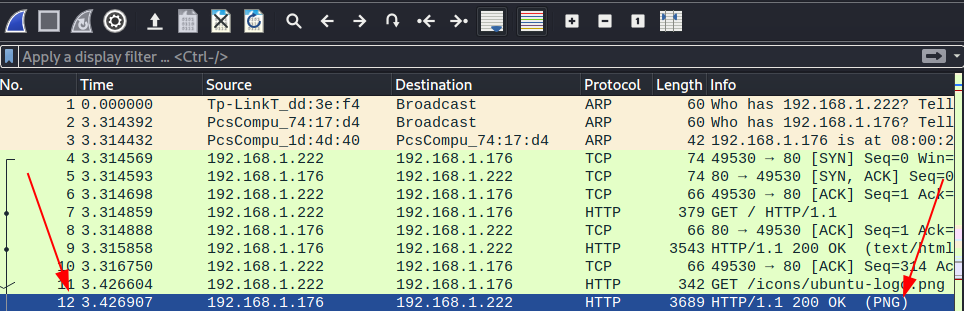 Apply a display filter ... <Ctrl-/>
No. Time Source Destination Protocol Length Info
1 0.000000 Tp-LinkT_dd:3e:f4 Broadcast ARP 60 Who has 192.168.1.222? Tell
2 3.314392 PcsCompu_74:17:d4 Broadcast ARP 60 Who has 192.168.1.176? Tell
3 3.314432 PcsCompu_1d:4d:40 PcsCompu_74:17:d4 ARP 42 192.168.1.176 is at 08:00:2
4 3.314569 192.168.1.222 192.168.1.176 TCP 74 49530 → 80 [SYN] Seq=0 Win=
5 3.314593 192.168.1.176 192.168.1.222 TCP 74 80 → 49530 [SYN, ACK] Seq=0
6 3.314698 192.168.1.222 192.168.1.176 TCP 66 49530 → 80 [ACK] Seq=1 Ack=
7 3.314859 192.168.1.222 192.168.1.176 HTTP 379 GET / HTTP/1.1
8 3.314888 192.168.1.176 192.168.1.222 TCP 66 80 → 49530 [ACK] Seq=1 Ack=
9 3.315858 192.168.1.176 192.168.1.222 HTTP 3543 HTTP/1.1 200 OK (text/html
10 3.316750 192.168.1.222 192.168.1.176 TCP 66 49530 → 80 [ACK] Seq=314 Ac
11 3.426604 192.168.1.222 192.168.1.176 HTTP 342 GET /icons/ubuntu-logo.png
12 3.426907 192.168.1.176 192.168.1.222 HTTP 3689 HTTP/1.1 200 OK (PNG)